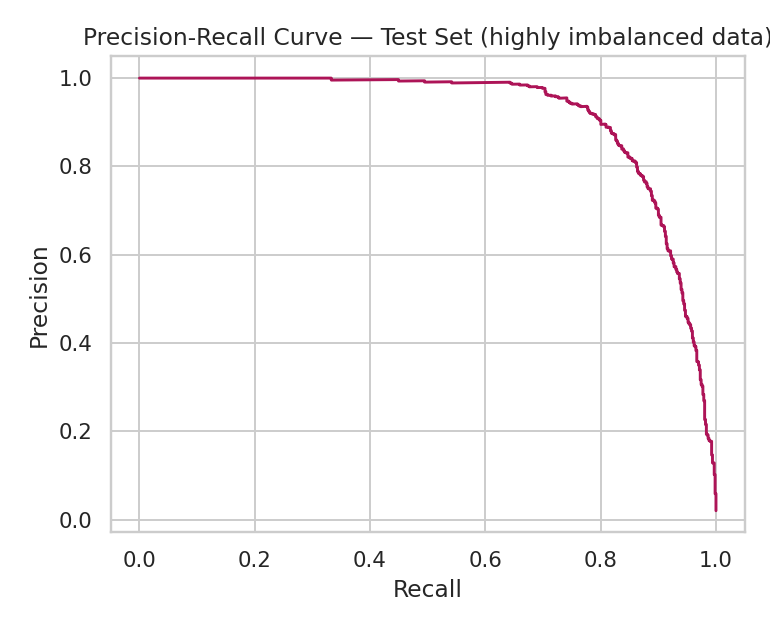 Precision-Recall Curve — Test Set (highly imbalanced data)
1.0
0.8
0.6
0.4
0.2
0.0
Precision
0.0 0.2 0.4 0.6 0.8 1.0
Recall